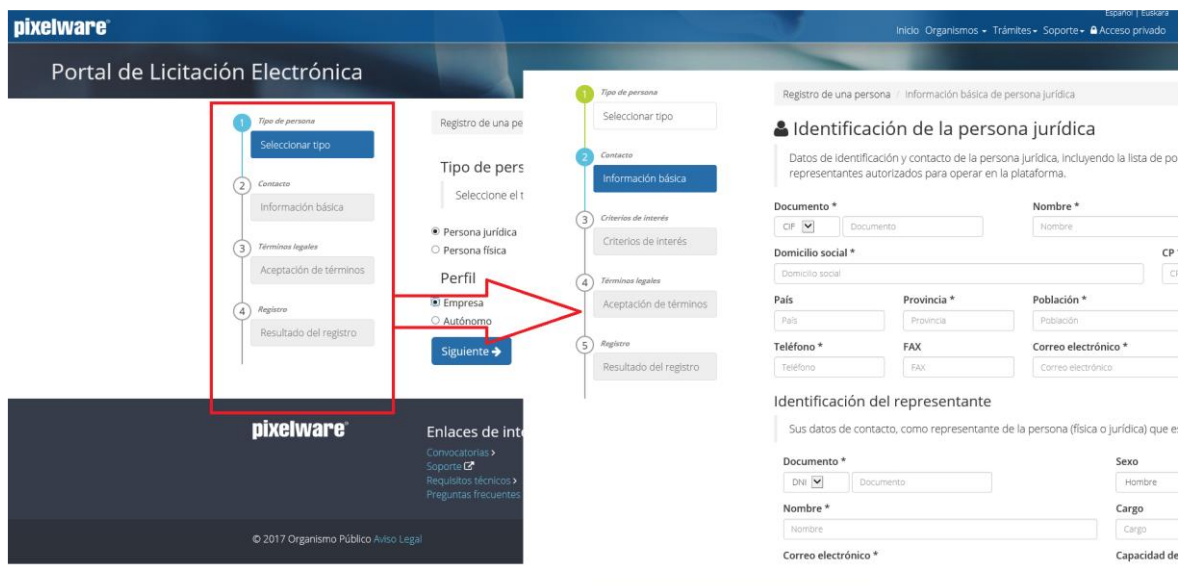 pixelware
Español | Euskara
Inicio Organismos Trámites Soporte Acceso privado
Portal de Licitación Electrónica
1 Tipo de persona
Seleccionar tipo
2 Contacto
Información básica
3 Términos legales
Aceptación de términos
4 Registro
Resultado del registro
Registro de una pe
Tipo de pers
Seleccione el t
Persona jurídica
Persona física
Perfil
Empresa
Autónomo
Siguiente
pixelware
Enlaces de inte
Convocatorias
Soporte
Requisitos técnicos
Preguntas frecuentes
© 2017 Organismo Público Aviso Legal
1 Tipo de persona
Seleccionar tipo
2 Contacto
Información básica
3 Criterios de interés
Criterios de interés
4 Términos legales
Aceptación de términos
5 Registro
Resultado del registro
Registro de una persona / Información básica de persona jurídica
Identificación de la persona jurídica
Datos de identificación y contacto de la persona jurídica, incluyendo la lista de po
representantes autorizados para operar en la plataforma.
Documento * Nombre *
CIF Documento Nombre
Domicilio social * CP *
Domicilio social CP
País Provincia * Población *
País Provincia Población
Teléfono * FAX Correo electrónico *
Teléfono FAX Correo electrónico
Identificación del representante
Sus datos de contacto, como representante de la persona (física o jurídica) que es
Documento * Sexo
DNI Documento Hombre
Nombre * Cargo
Nombre Cargo
Correo electrónico * Capacidad de